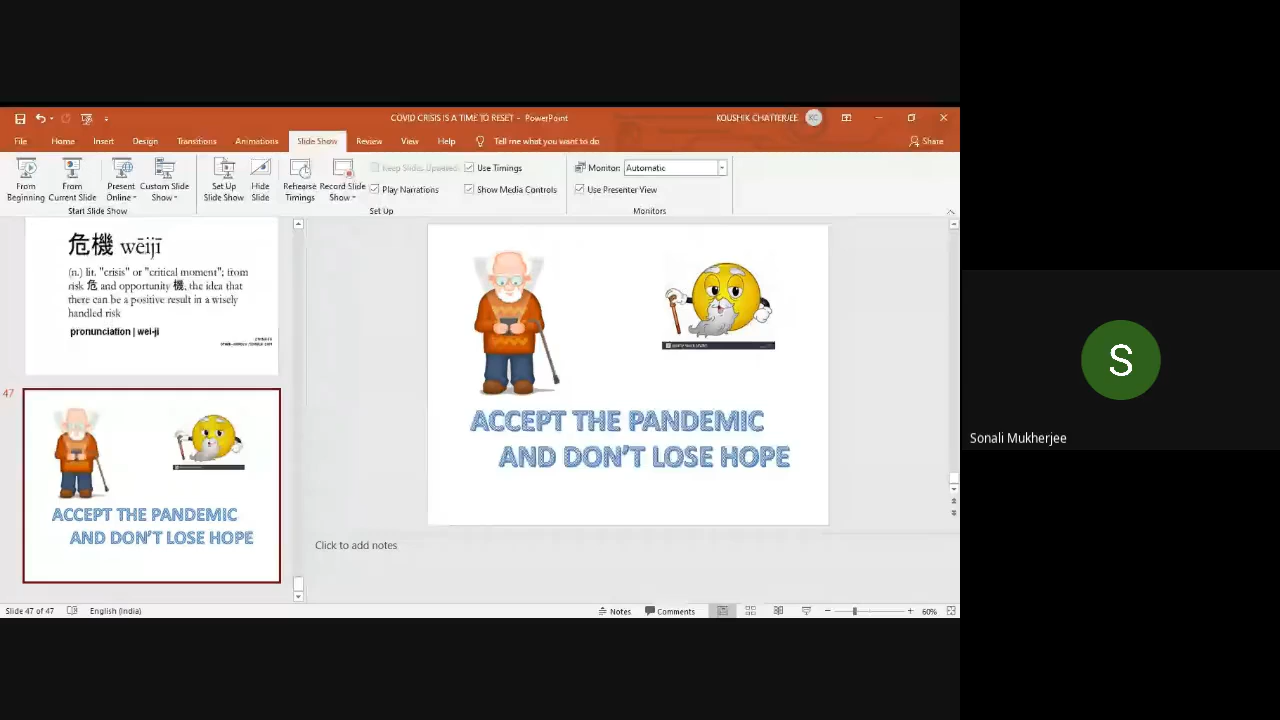 COVID CRISIS IS A TIME TO RESET - PowerPoint
KOUSHIK CHATTERJEE
KC
File
Home
Insert
Design
Transitions
Animations
Slide Show
Review
View
Help
Tell me what you want to do
Share
From Beginning
From Current Slide
Present Online
Custom Slide Show
Start Slide Show
Set Up Slide Show
Hide Slide
Rehearse Timings
Record Slide Show
Keep Slides Updated
Play Narrations
Use Timings
Show Media Controls
Set Up
Monitor: Automatic
Use Presenter View
Monitors
危機 wēijī
(n.) lit. "crisis" or "critical moment"; from
risk 危 and opportunity 機, the idea that
there can be a positive result in a wisely
handled risk
pronunciation | wei-ji
47
ACCEPT THE PANDEMIC
AND DON'T LOSE HOPE
ACCEPT THE PANDEMIC
AND DON'T LOSE HOPE
Click to add notes
Slide 47 of 47
English (India)
Notes
Comments
60%
S
Sonali Mukherjee